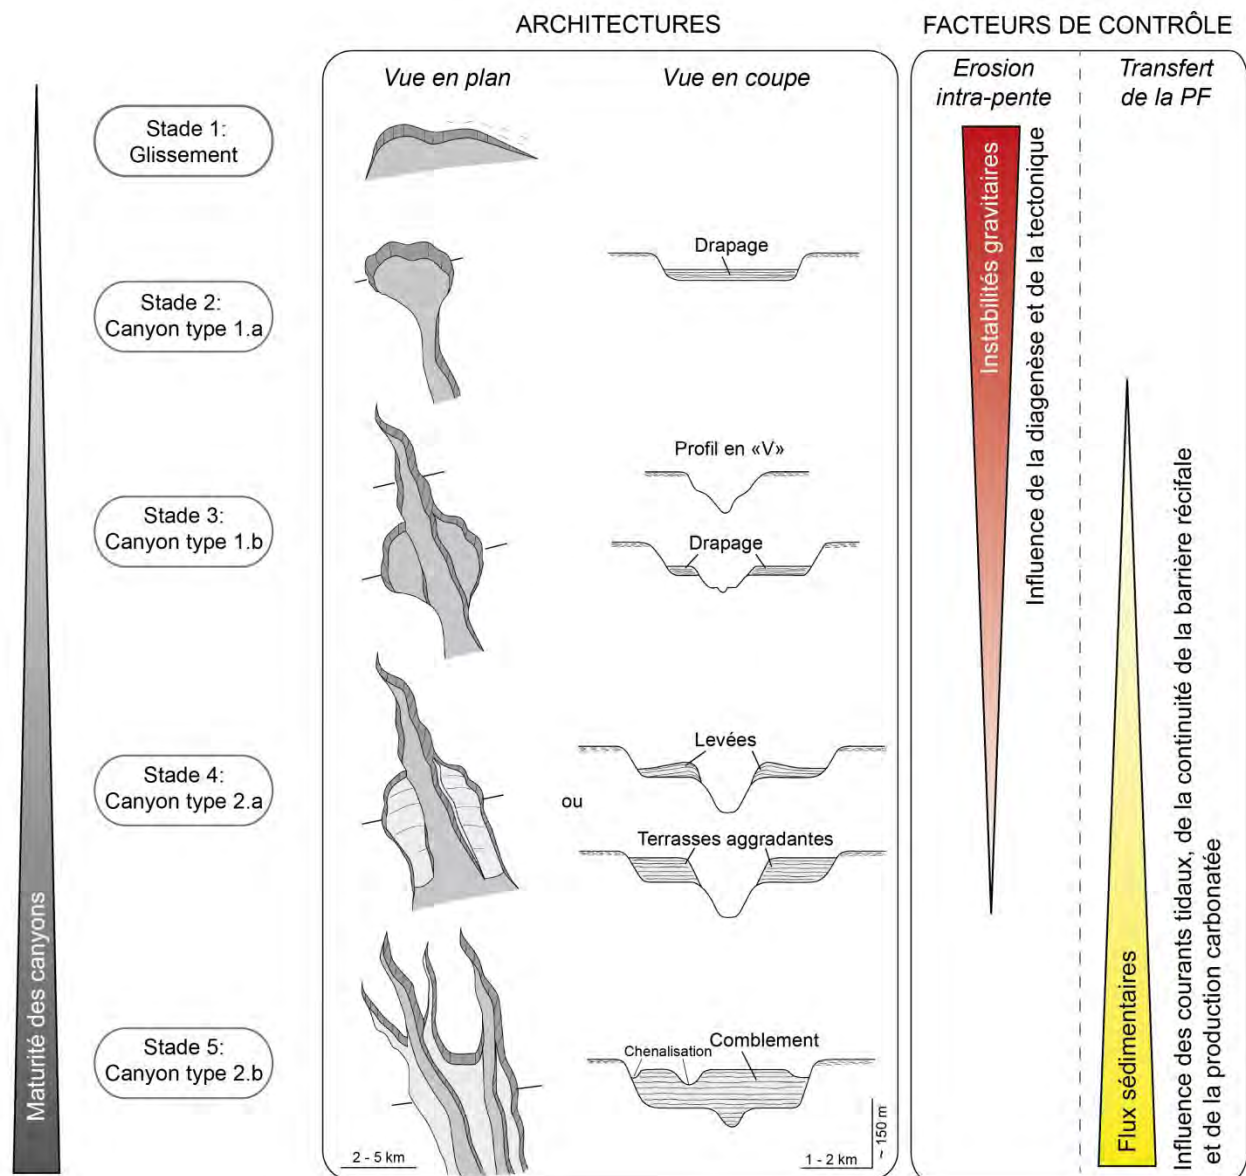 ARCHITECTURES
FACTEURS DE CONTRÔLE
Vue en plan
Vue en coupe
Erosion
intra-pente
Transfert
de la PF
Maturité des canyons
Stade 1:
Glissement
Stade 2:
Canyon type 1.a
Drapage
Stade 3:
Canyon type 1.b
Profil en «V»
Drapage
Stade 4:
Canyon type 2.a
ou
Levées
Terrasses aggradantes
Stade 5:
Canyon type 2.b
Chenalisation
Comblement
2 - 5 km
1 - 2 km
~ 150 m
Instabilités gravitaires
Influence de la diagenèse et de la tectonique
Flux sédimentaires
Influence des courants tidaux, de la continuité de la barrière récifale
et de la production carbonatée